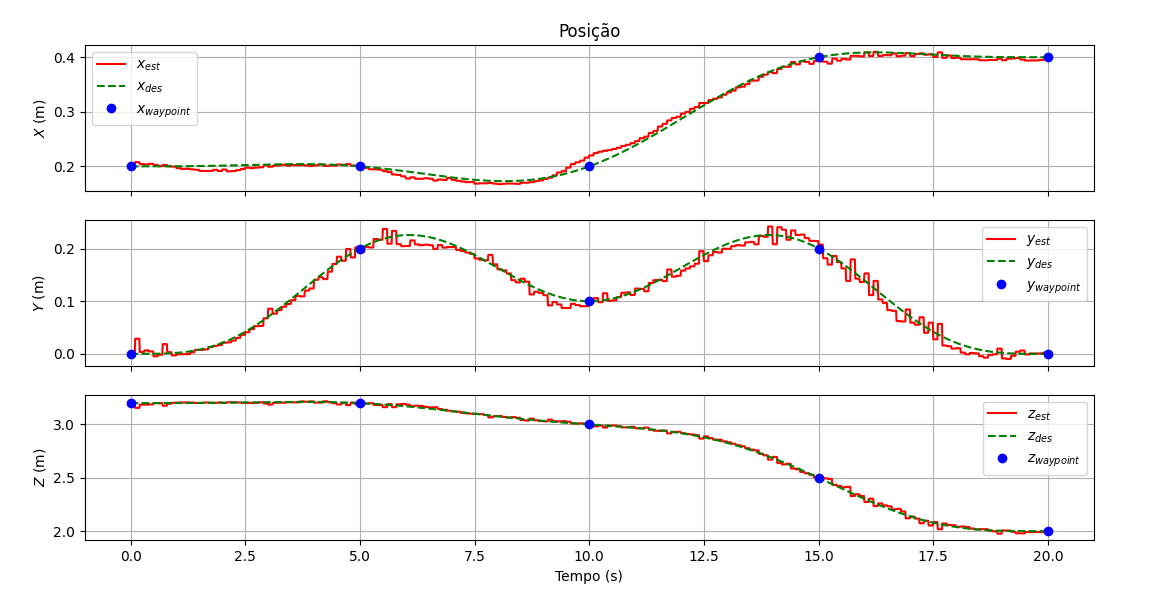 Posição
X (m)
0.4
0.3
0.2
x_est
x_des
x_waypoint
Y (m)
0.2
0.1
0.0
y_est
y_des
y_waypoint
Z (m)
3.0
2.5
2.0
z_est
z_des
z_waypoint
0.0 2.5 5.0 7.5 10.0 12.5 15.0 17.5 20.0
Tempo (s)